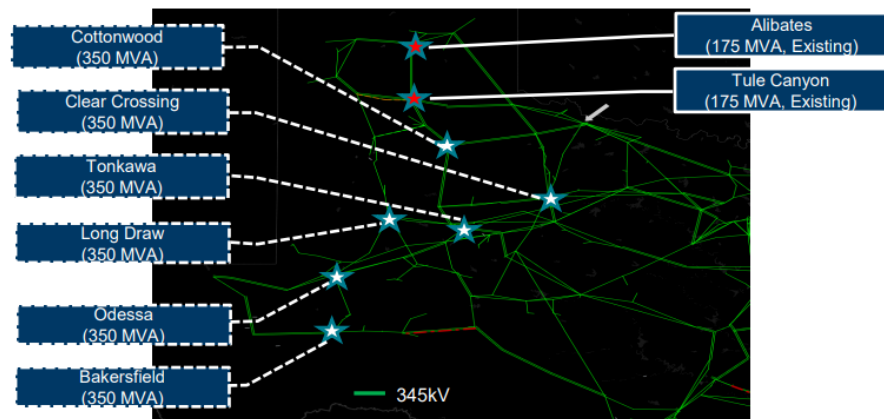 Cottonwood
(350 MVA)
Clear Crossing
(350 MVA)
Tonkawa
(350 MVA)
Long Draw
(350 MVA)
Odessa
(350 MVA)
Bakersfield
(350 MVA)
Alibates
(175 MVA, Existing)
Tule Canyon
(175 MVA, Existing)
345kV